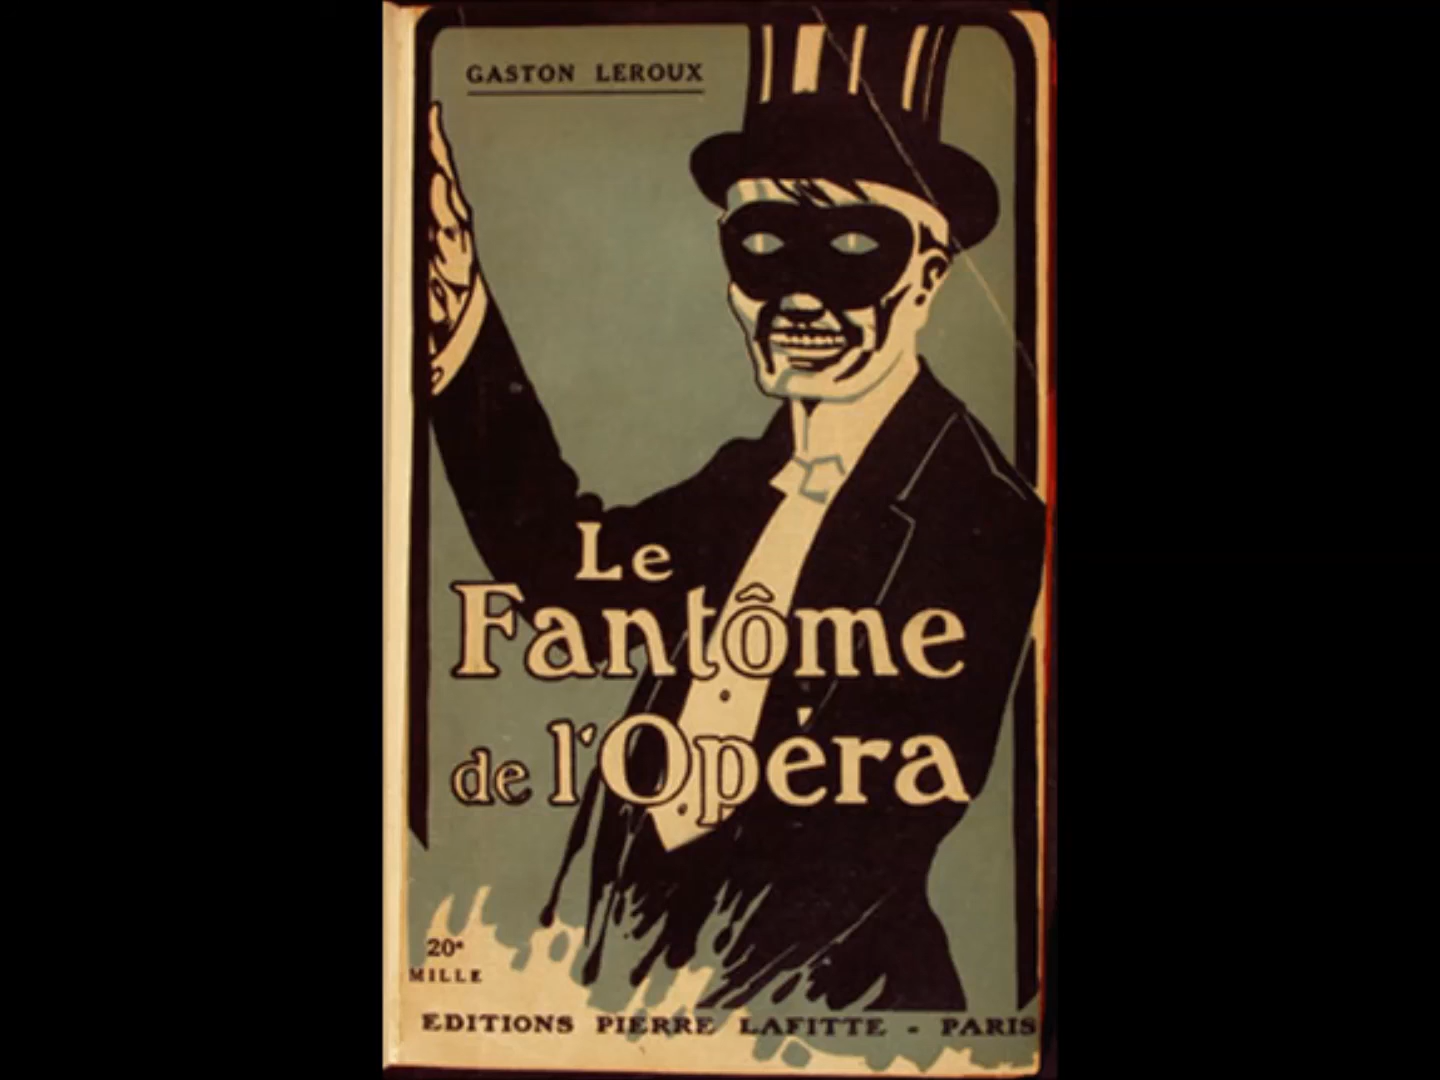 GASTON LEROUX
Le
Fantôme
de l'Opéra
20e
MILLE
EDITIONS PIERRE LAFITTE - PARIS